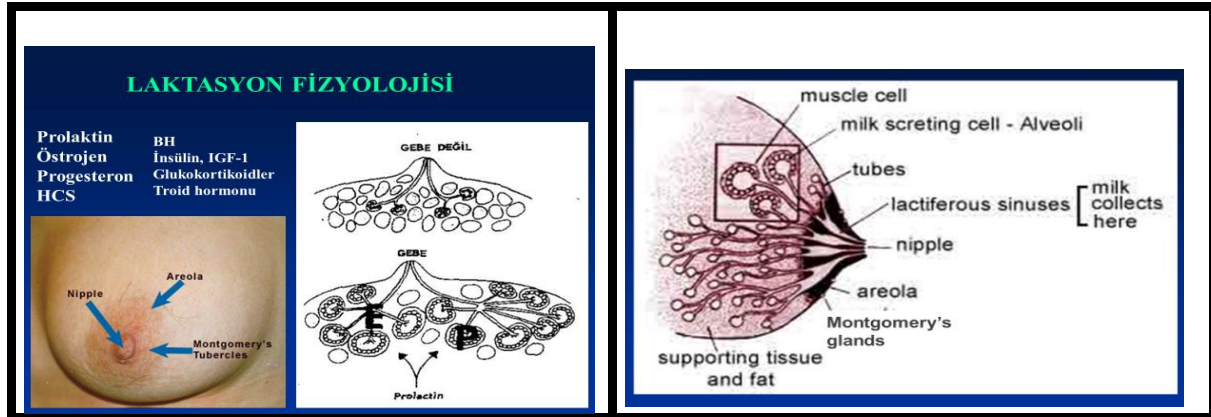 LAKTASYON FİZYOLOJİSİ
Prolaktin
Östrojen
Progesteron
HCS
BH
İnsülin, IGF-1
Glukokortikoidler
Troid hormonu
Nipple
Areola
Montgomery's
Tubercles
GEBE DEĞİL
GEBE
E
P
Prolactin
muscle cell
milk screting cell - Alveoli
tubes
lactiferous sinuses
milk
collects
here
nipple
areola
Montgomery's
glands
supporting tissue
and fat